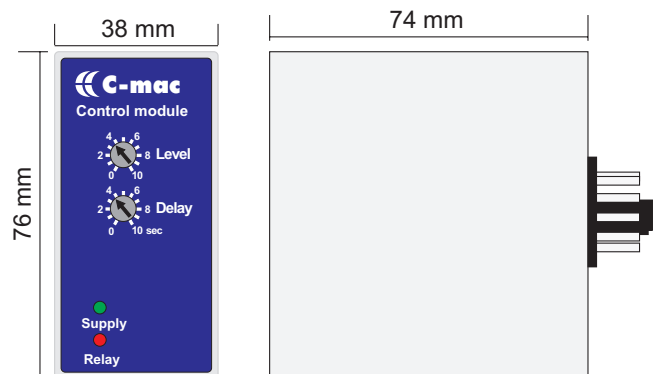 38 mm
74 mm
76 mm
C-mac
Control module
4 6
2 8 Level
0 10
4 6
2 8 Delay
0 10 sec
Supply
Relay